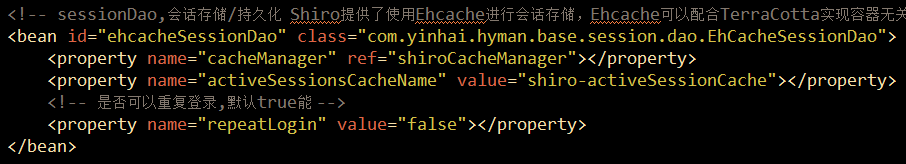 <!-- sessionDao,会话存储/持久化 Shiro提供了使用Ehcache进行会话存储，Ehcache可以配合TerraCotta实现容器无关
<bean id="ehcacheSessionDao" class="com.yinhai.hyman.base.session.dao.EhCacheSessionDao">
<property name="cacheManager" ref="shiroCacheManager"></property>
<property name="activeSessionsCacheName" value="shiro-activeSessionCache"></property>
<!-- 是否可以重复登录,默认true能 -->
<property name="repeatLogin" value="false"></property>
</bean>